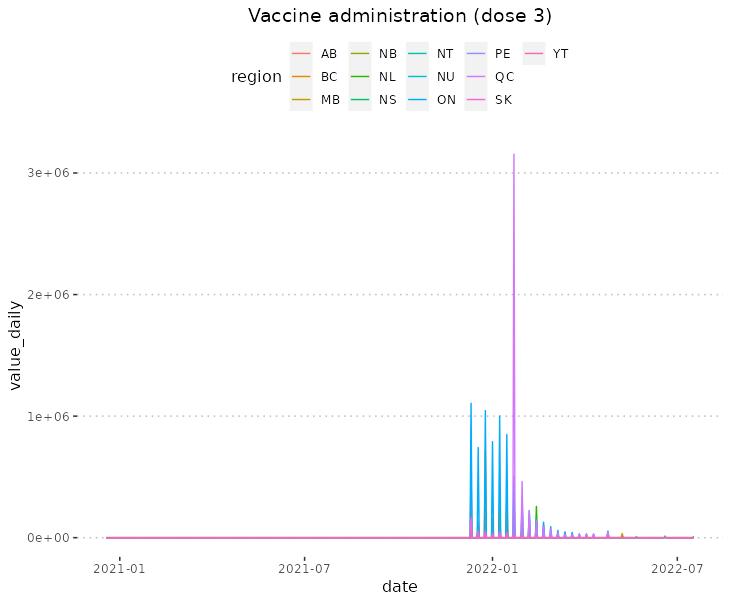 Vaccine administration (dose 3)
region
AB NB NT PE YT
BC NL NU QC
MB NS ON SK
value_daily
3e+06
2e+06
1e+06
0e+00
2021-01 2021-07 2022-01 2022-07
date